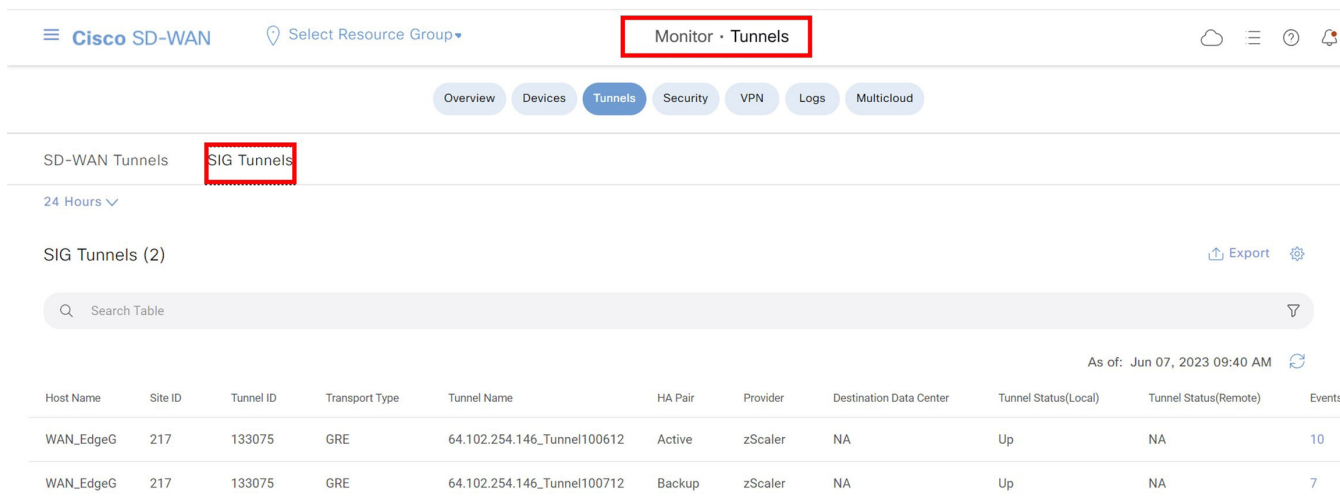 Cisco SD-WAN Select Resource Group Monitor · Tunnels
Overview Devices Tunnels Security VPN Logs Multicloud
SD-WAN Tunnels SIG Tunnels
24 Hours
SIG Tunnels (2) Export
Search Table
As of: Jun 07, 2023 09:40 AM
Host Name Site ID Tunnel ID Transport Type Tunnel Name HA Pair Provider Destination Data Center Tunnel Status(Local) Tunnel Status(Remote) Events
WAN_EdgeG 217 133075 GRE 64.102.254.146_Tunnel100612 Active zScaler NA Up NA 10
WAN_EdgeG 217 133075 GRE 64.102.254.146_Tunnel100712 Backup zScaler NA Up NA 7